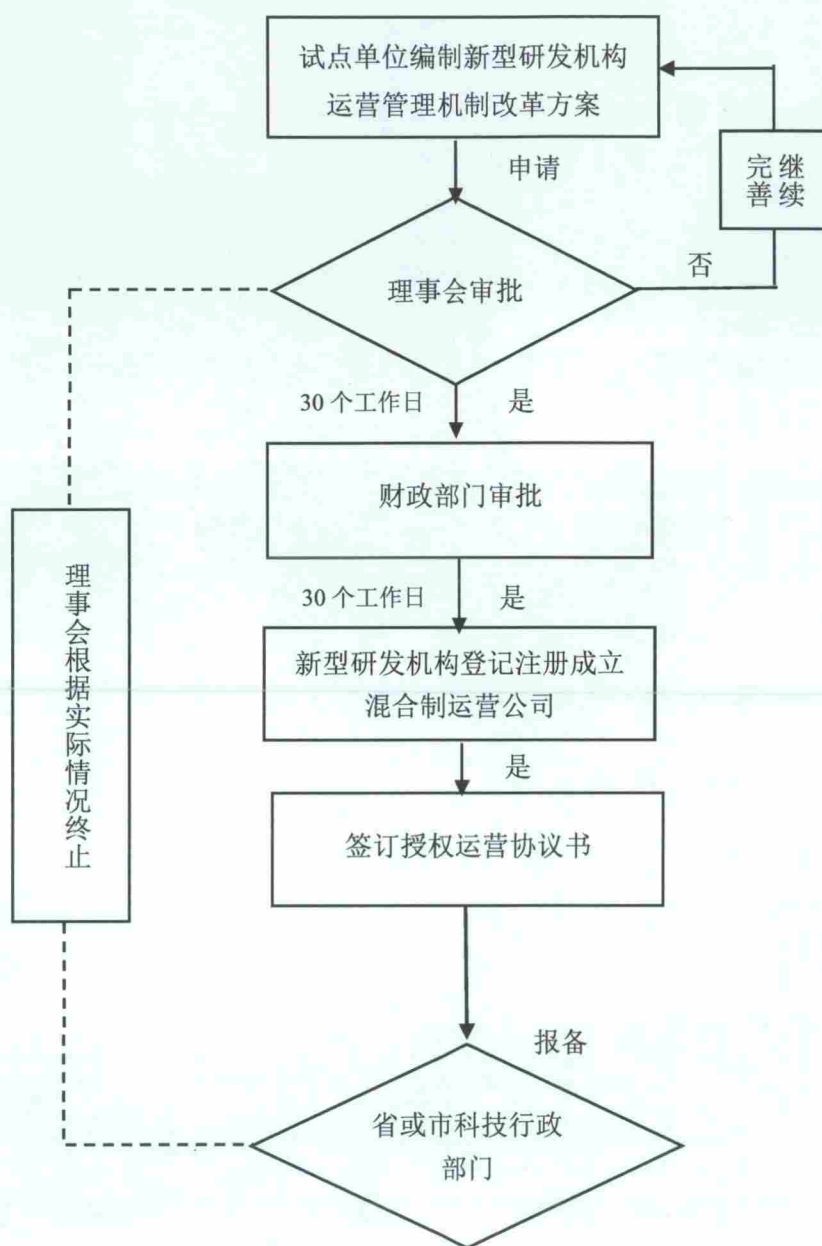 试点单位编制新型研发机构
运营管理机制改革方案
申请
继续
完善
理事会审批
否
30 个工作日
是
财政部门审批
30 个工作日
是
新型研发机构登记注册成立
混合制运营公司
是
理事会根据实际情况终止
签订授权运营协议书
报备
省或市科技行政
部门